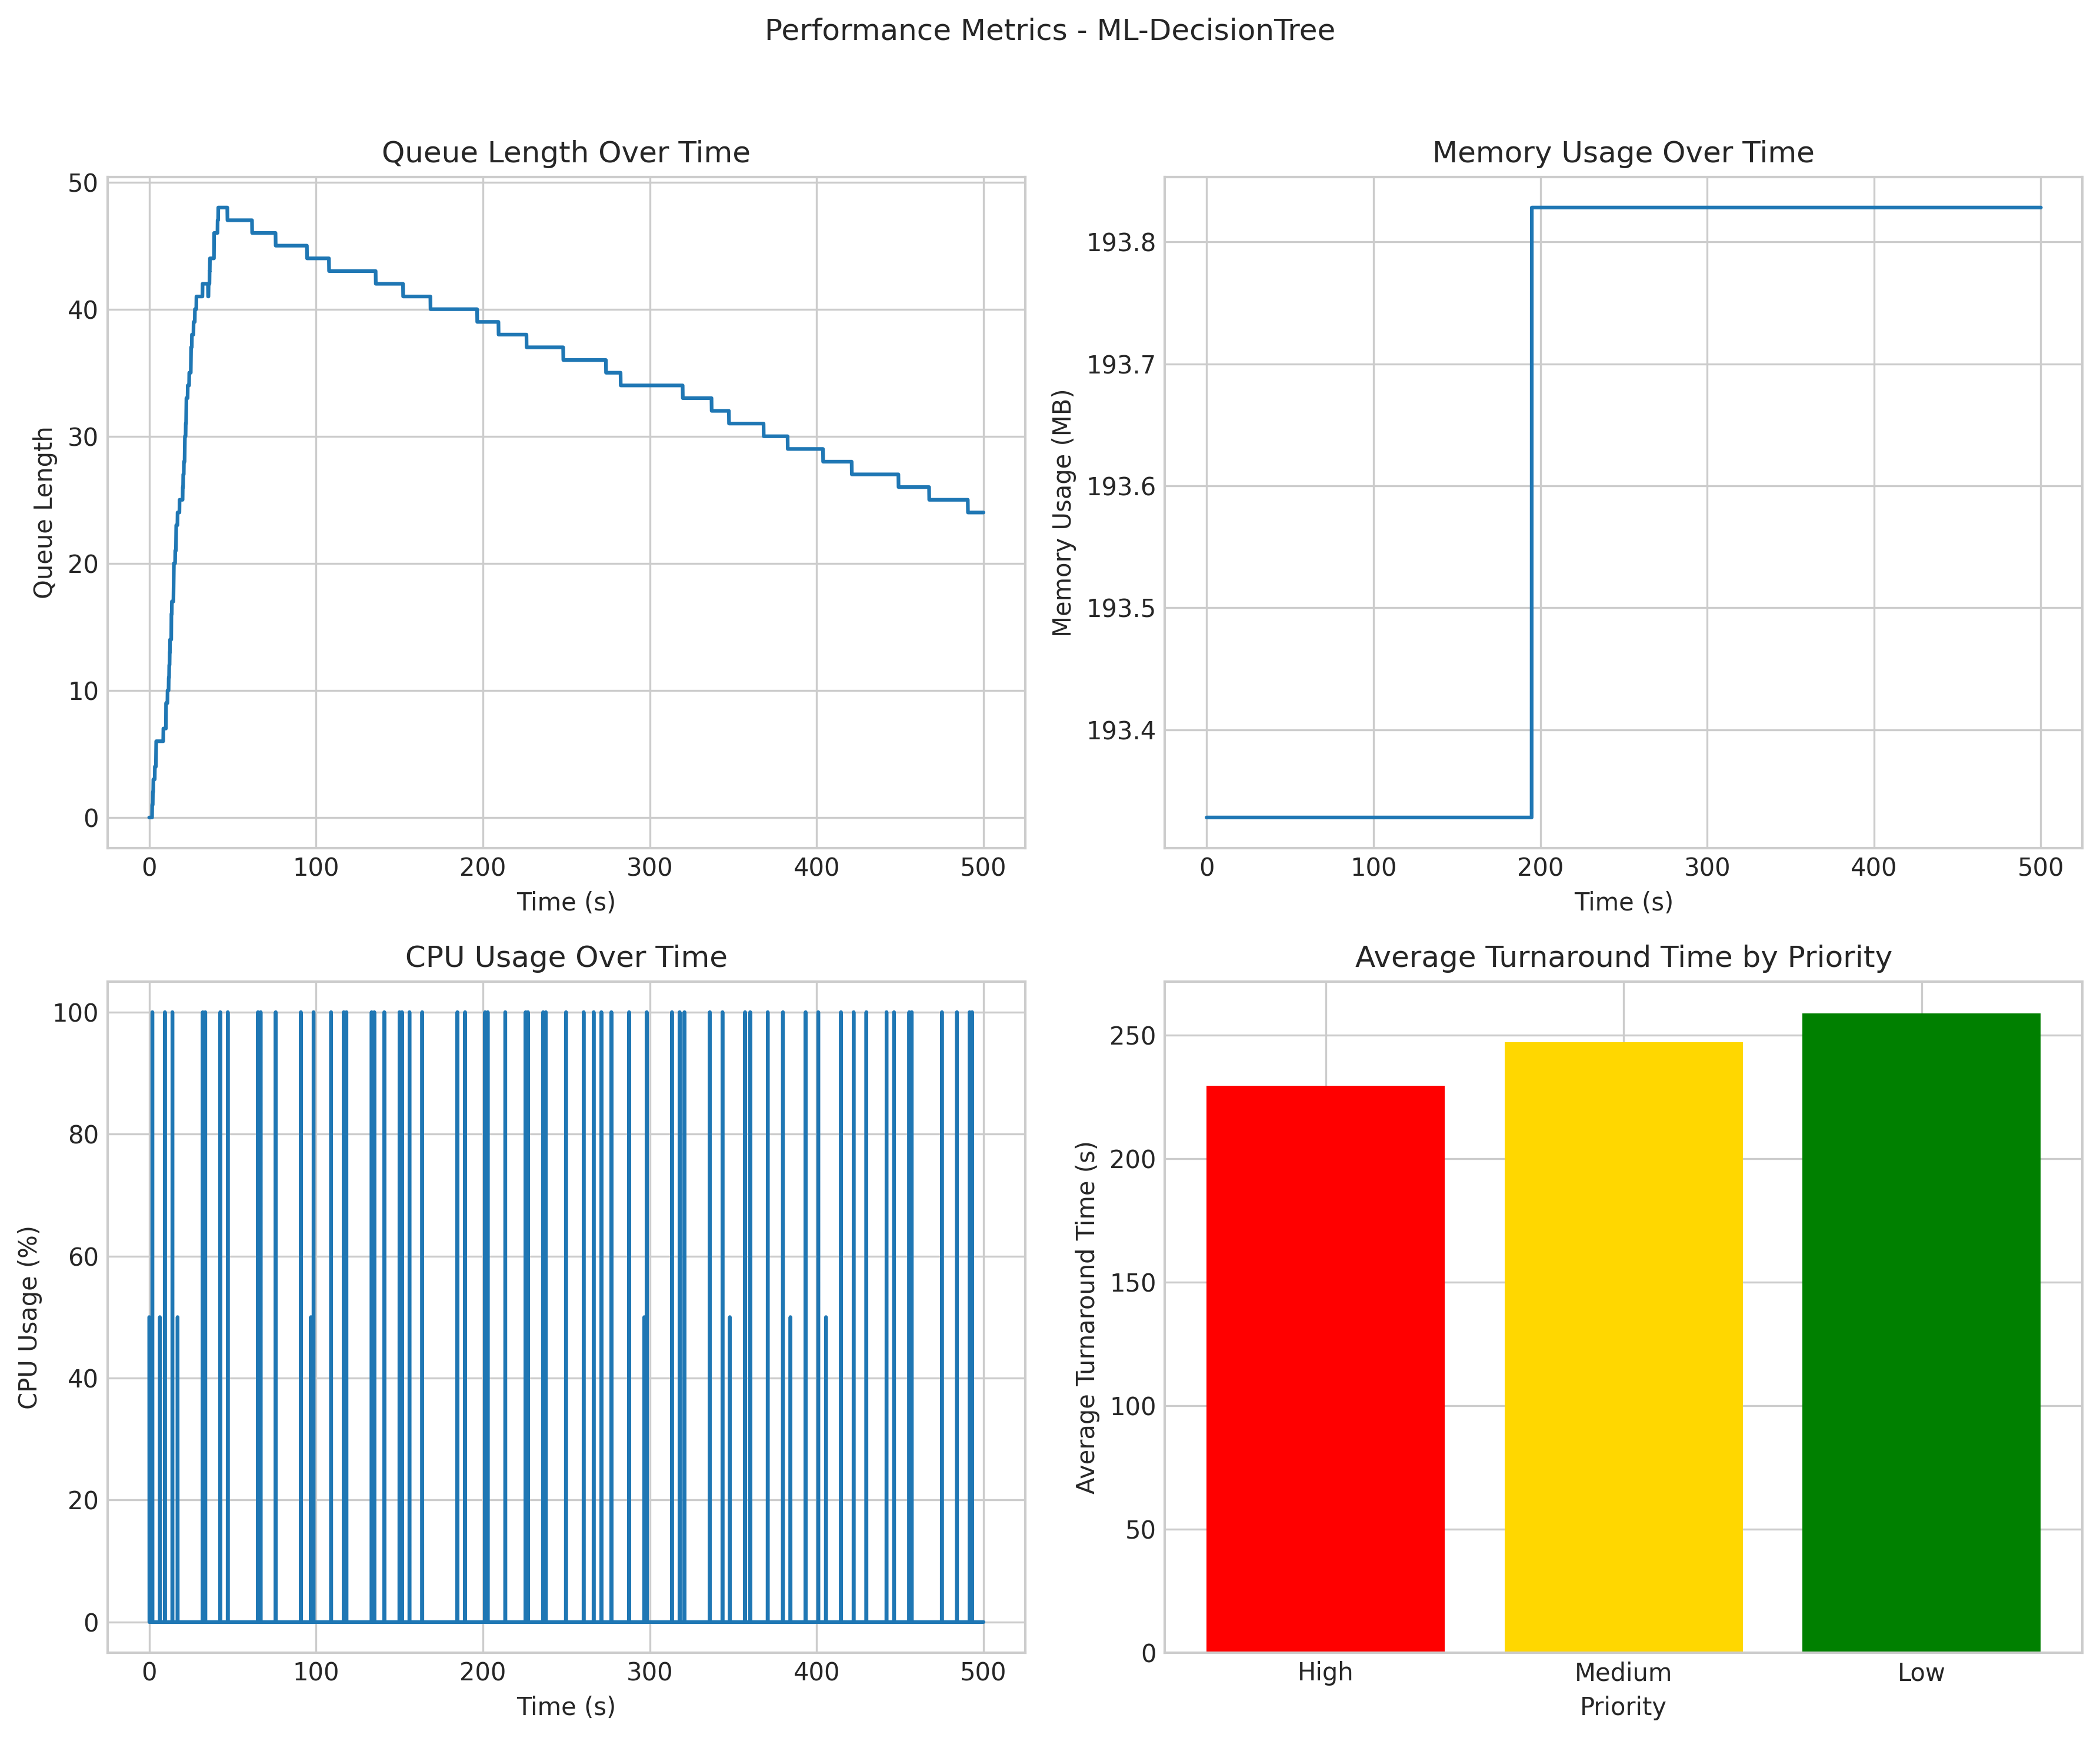 Performance Metrics - ML-DecisionTree
Queue Length Over Time
50
40
30
20
10
0
Queue Length
0 100 200 300 400 500
Time (s)
Memory Usage Over Time
193.8
193.7
193.6
193.5
193.4
Memory Usage (MB)
0 100 200 300 400 500
Time (s)
CPU Usage Over Time
100
80
60
40
20
0
CPU Usage (%)
0 100 200 300 400 500
Time (s)
Average Turnaround Time by Priority
250
200
150
100
50
0
Average Turnaround Time (s)
High Medium Low
Priority